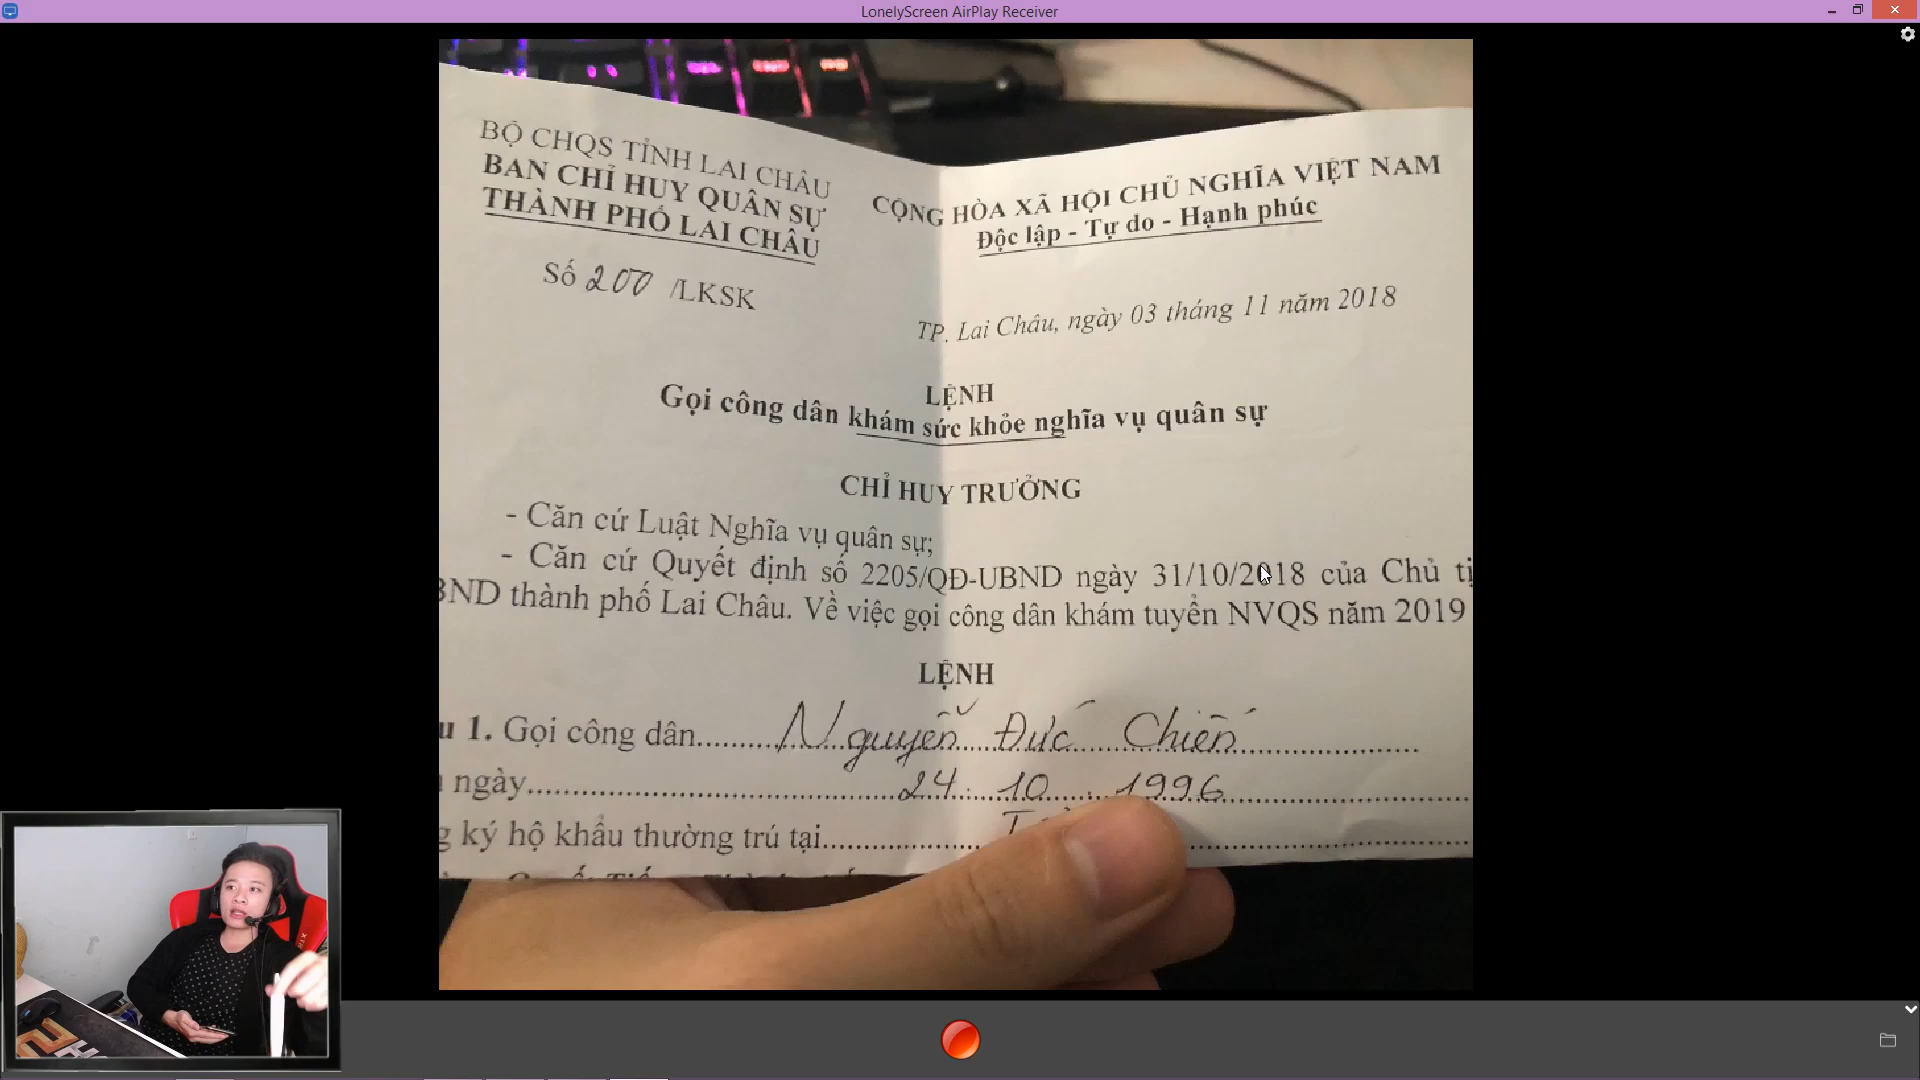 LonelyScreen AirPlay Receiver
BỘ CHQS TỈNH LAI CHÂU
BAN CHỈ HUY QUÂN SỰ
THÀNH PHỐ LAI CHÂU
Số 200 /LKSK
CỘNG HÒA XÃ HỘI CHỦ NGHĨA VIỆT NAM
Độc lập - Tự do - Hạnh phúc
TP. Lai Châu, ngày 03 tháng 11 năm 2018
LỆNH
Gọi công dân khám sức khỏe nghĩa vụ quân sự
CHỈ HUY TRƯỞNG
- Căn cứ Luật Nghĩa vụ quân sự;
- Căn cứ Quyết định số 2205/QĐ-UBND ngày 31/10/2018 của Chủ
BND thành phố Lai Châu. Về việc gọi công dân khám tuyển NVQS năm 2019
LỆNH
u 1. Gọi công dân......... Nguyễn Đức Chiến
ngày............ 24. 10. 1996
ký hộ khẩu thường trú tại............